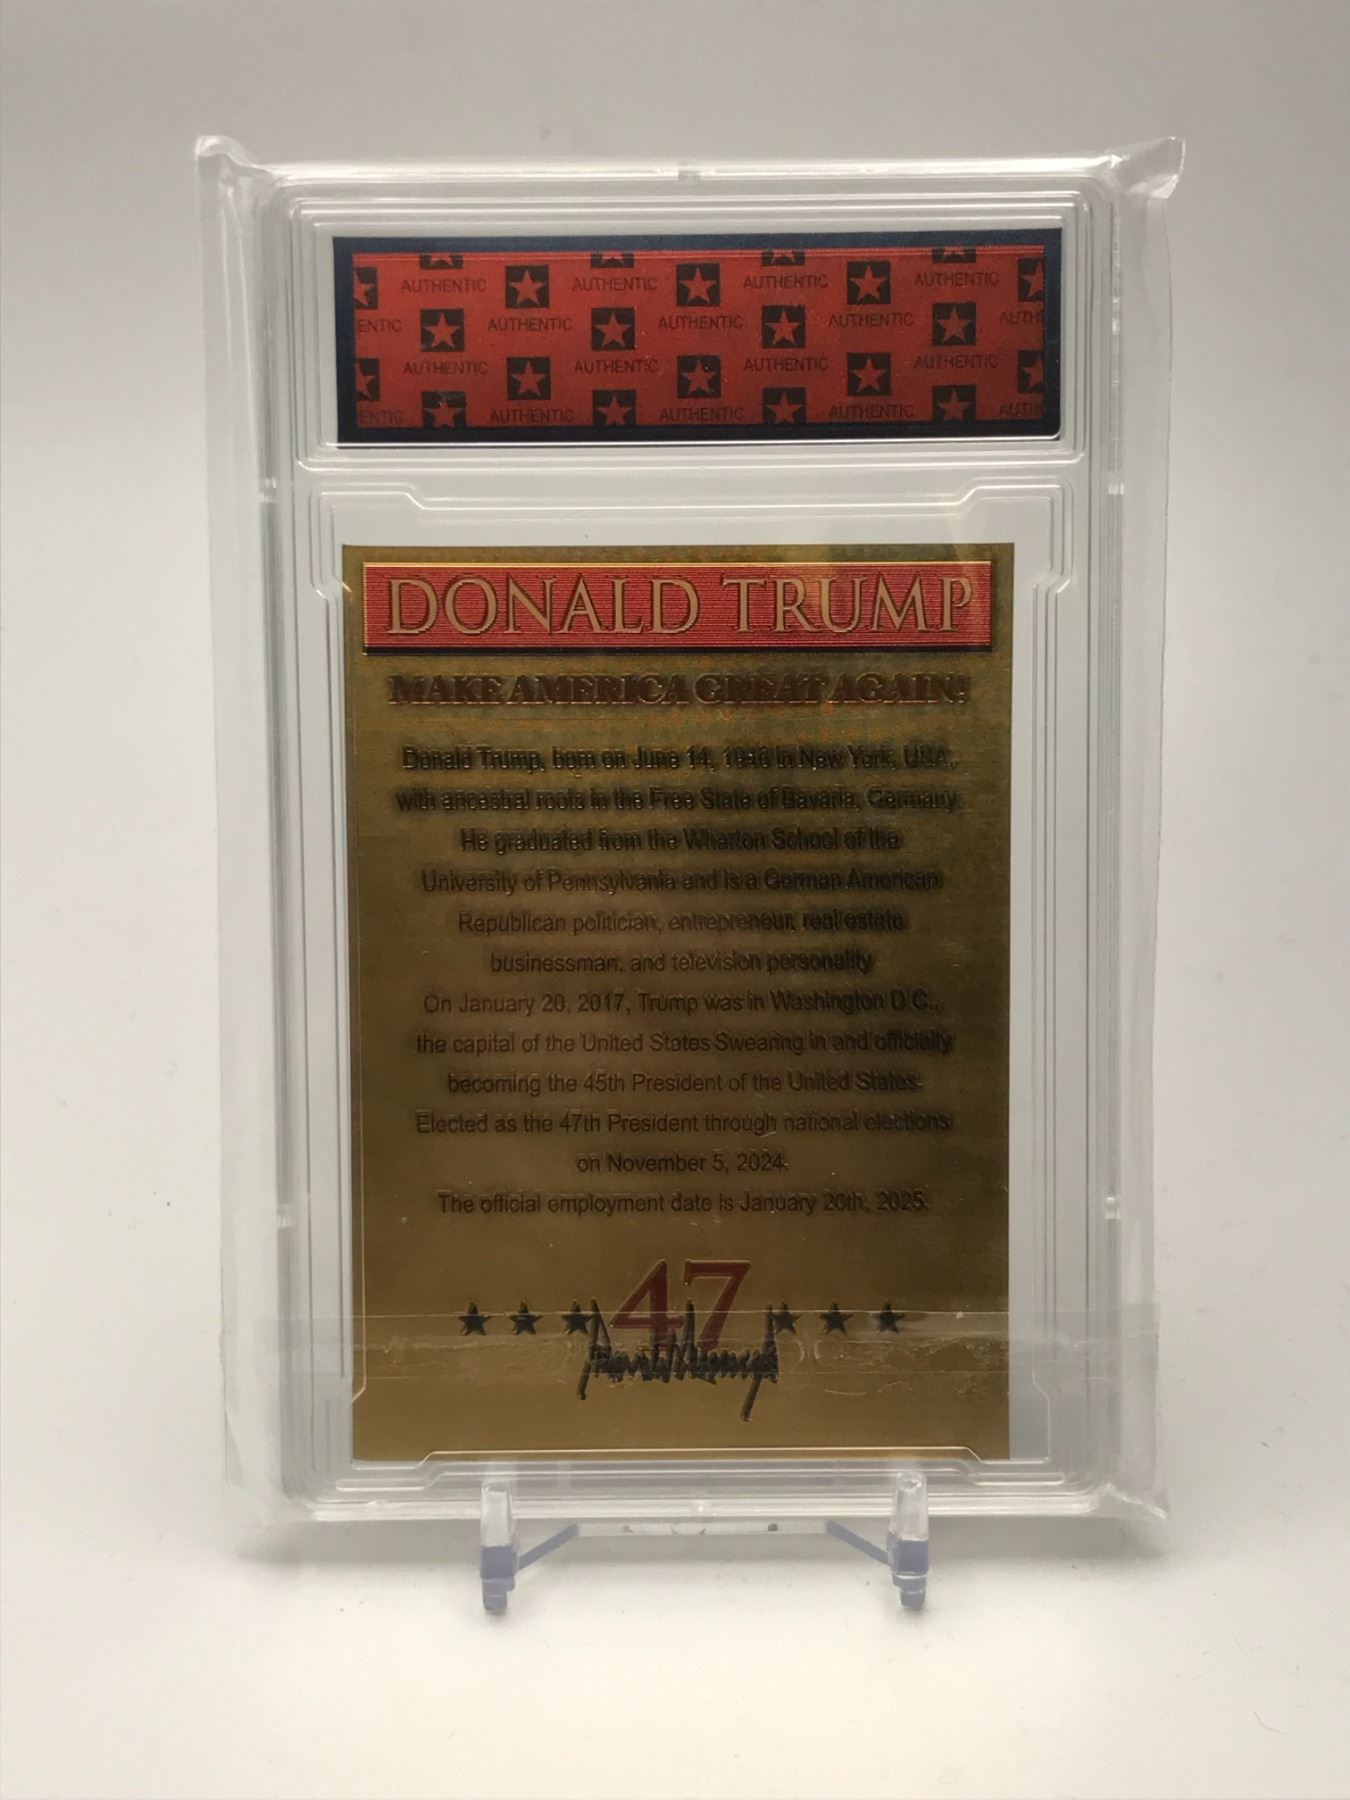 AUTHENTIC AUTHENTIC AUTHENTIC AUTHENTIC
ENTIC AUTHENTIC AUTHENTIC AUTHENTIC AUTH
AUTHENTIC AUTHENTIC AUTHENTIC AUTHENTIC
ENTIC AUTHENTIC AUTHENTIC AUTHENTIC AUTH
DONALD TRUMP
MAKE AMERICA GREAT AGAIN!
Donald Trump, born on June 14, 1946 in New York, USA,
with ancestral roots in the Free State of Bavaria, Germany
He graduated from the Wharton School of the
University of Pennsylvania and is a German American
Republican politician, entrepreneur, real estate
businessman, and television personality
On January 20, 2017, Trump was in Washington D.C.,
the capital of the United States Swearing in and officially
becoming the 45th President of the United States.
Elected as the 47th President through national elections
on November 5, 2024.
The official employment date is January 20th, 2025.
47